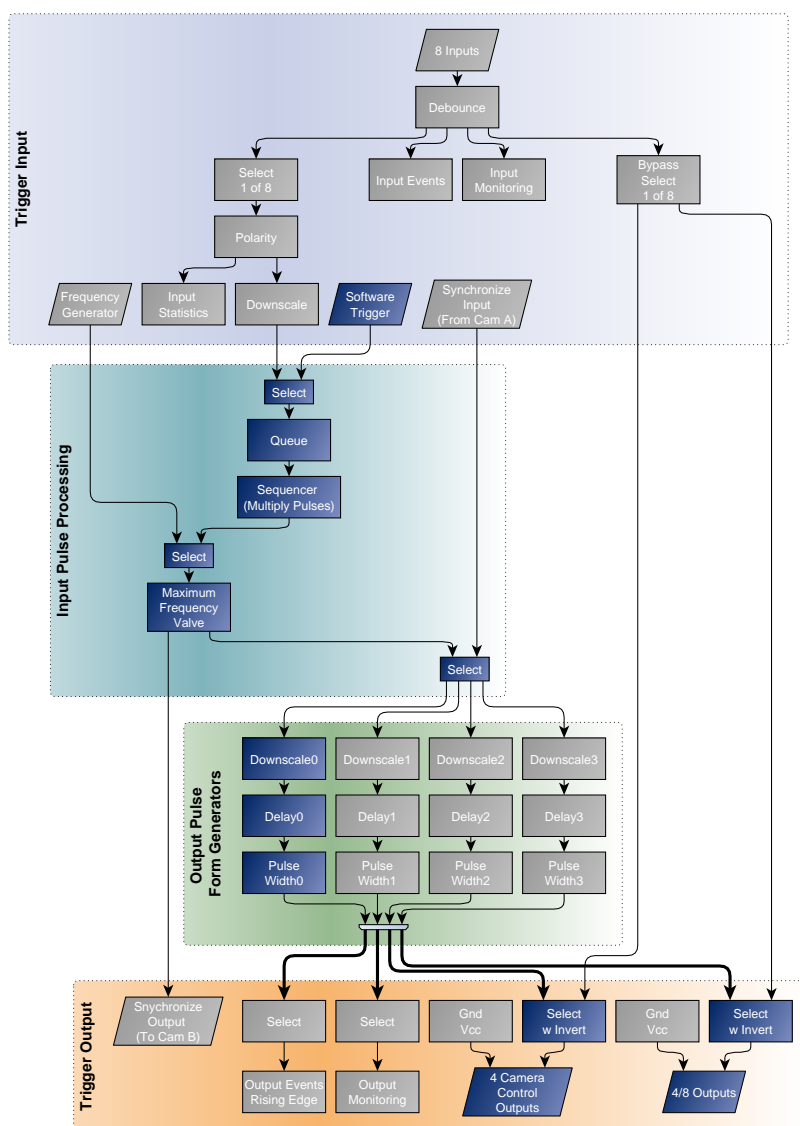 Trigger Input
8 Inputs
Debounce
Select
1 of 8
Input Events
Input
Monitoring
Bypass
Select
1 of 8
Polarity
Frequency
Generator
Input
Statistics
Downscale
Software
Trigger
Synchronize
Input
(From Cam A)
Input Pulse Processing
Select
Queue
Sequencer
(Multiply Pulses)
Select
Maximum
Frequency
Valve
Select
Output Pulse
Form Generators
Downscale0
Downscale1
Downscale2
Downscale3
Delay0
Delay1
Delay2
Delay3
Pulse
Width0
Pulse
Width1
Pulse
Width2
Pulse
Width3
Trigger Output
Snychronize
Output
(To Cam B)
Select
Select
Gnd
Vcc
Select
w Invert
Gnd
Vcc
Select
w Invert
Output Events
Rising Edge
Output
Monitoring
4 Camera
Control
Outputs
4/8 Outputs